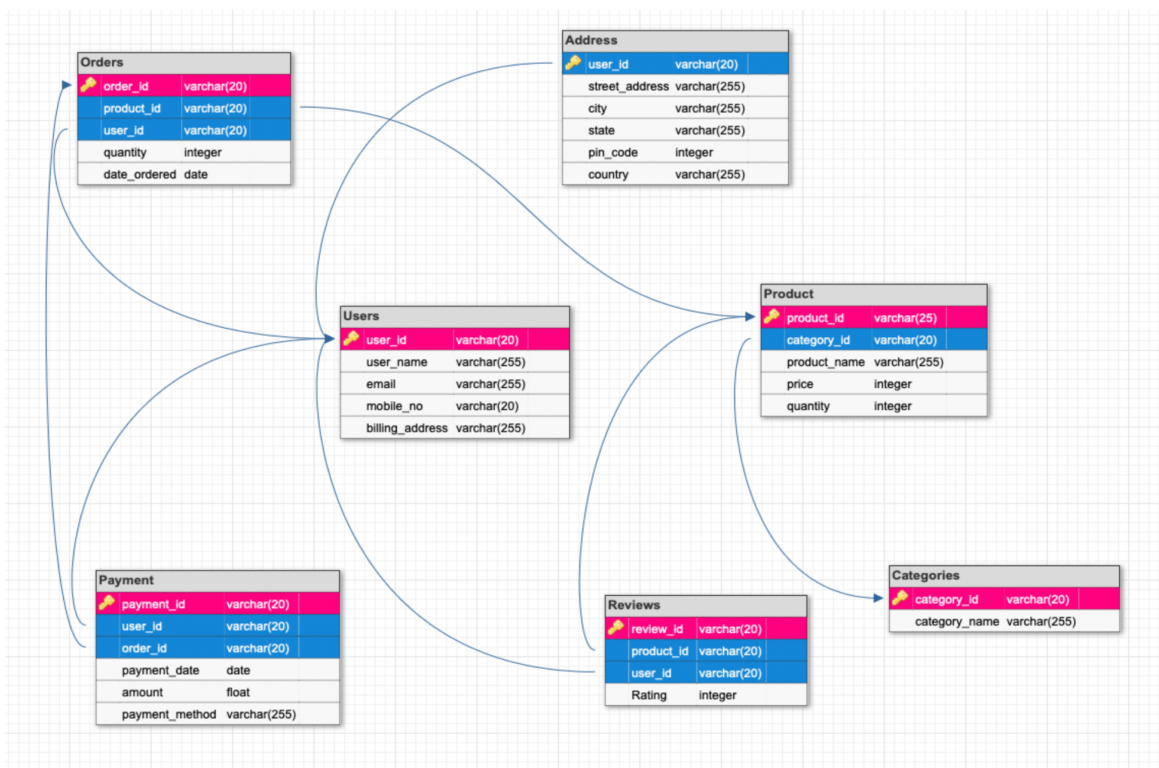 Orders
order_id varchar(20)
product_id varchar(20)
user_id varchar(20)
quantity integer
date_ordered date
Address
user_id varchar(20)
street_address varchar(255)
city varchar(255)
state varchar(255)
pin_code integer
country varchar(255)
Users
user_id varchar(20)
user_name varchar(255)
email varchar(255)
mobile_no varchar(20)
billing_address varchar(255)
Product
product_id varchar(25)
category_id varchar(20)
product_name varchar(255)
price integer
quantity integer
Payment
payment_id varchar(20)
user_id varchar(20)
order_id varchar(20)
payment_date date
amount float
payment_method varchar(255)
Reviews
review_id varchar(20)
product_id varchar(20)
user_id varchar(20)
Rating integer
Categories
category_id varchar(20)
category_name varchar(255)